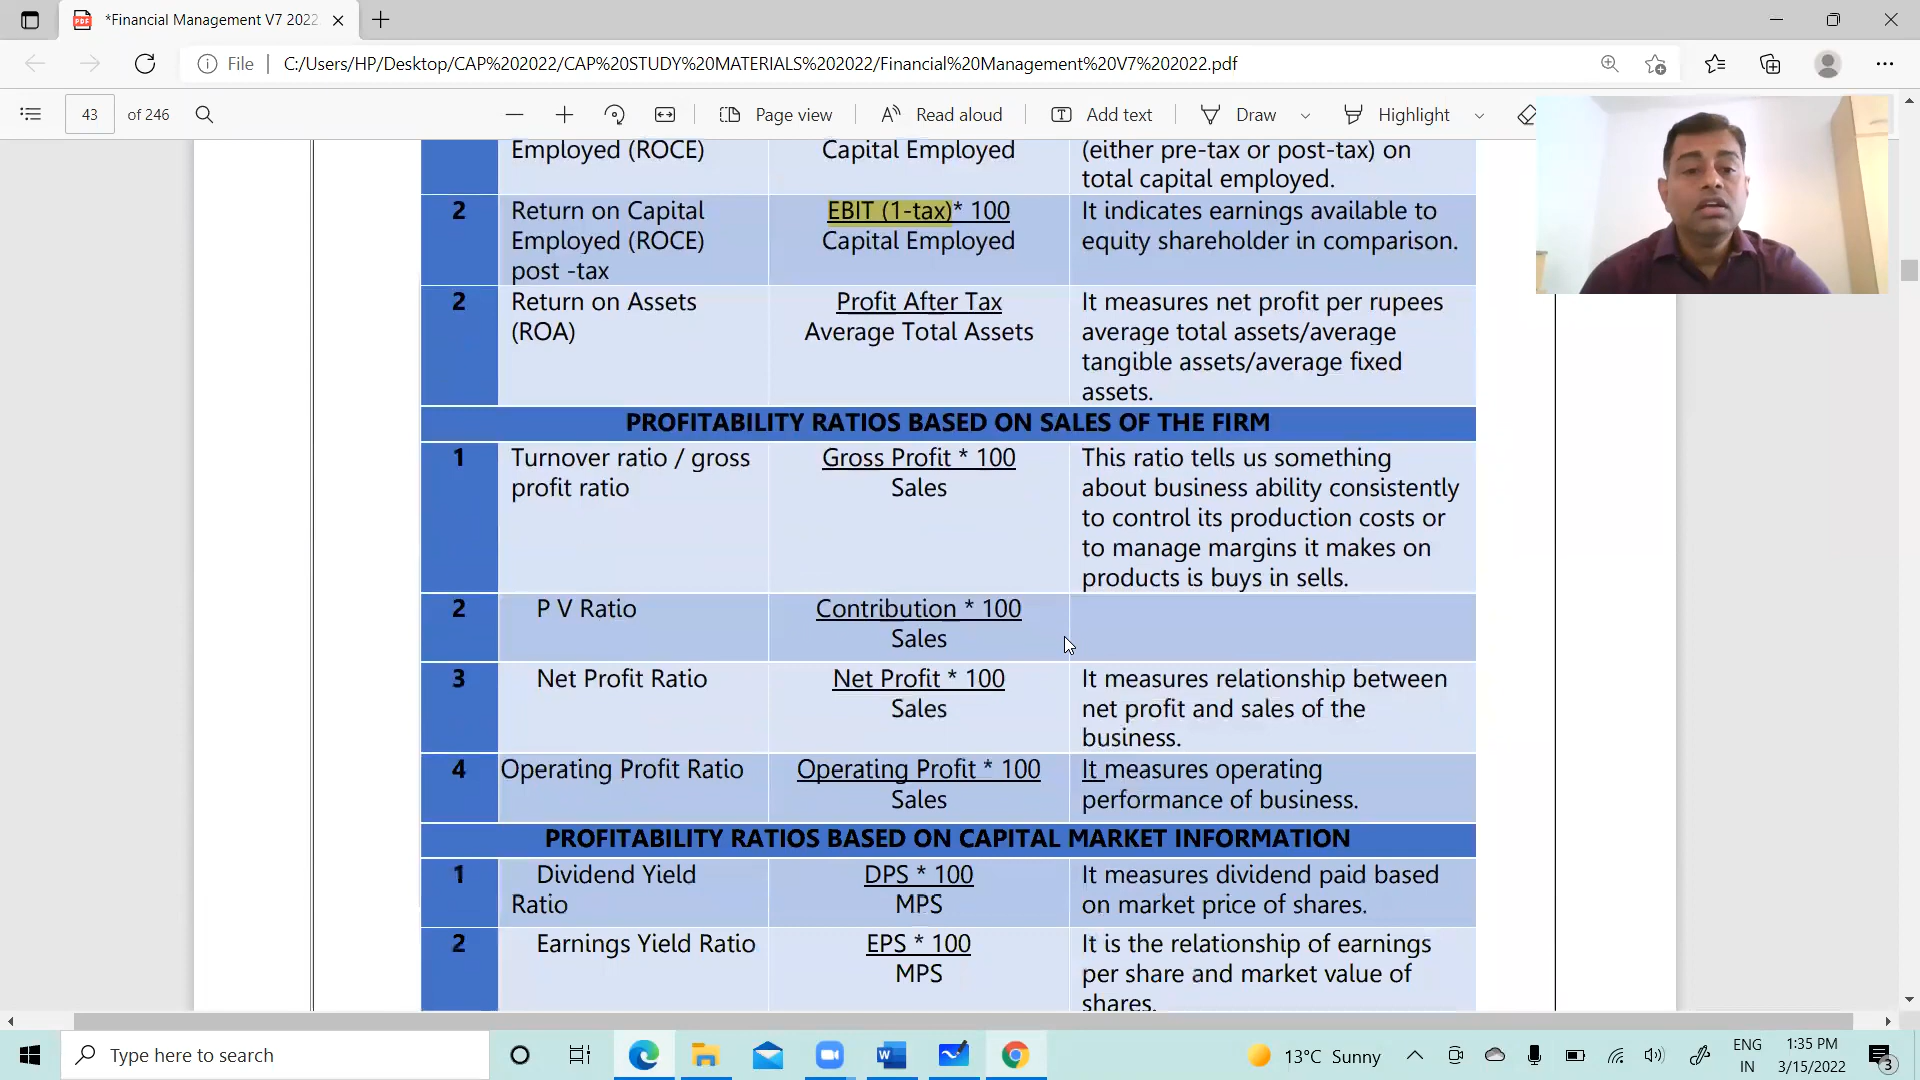 *Financial Management V7 2022
File
C:/Users/HP/Desktop/CAP%202022/CAP%20STUDY%20MATERIALS%202022/Financial%20Management%20V7%202022.pdf
43 of 246
Page view
Read aloud
Add text
Draw
Highlight
Employed (ROCE)
Capital Employed
(either pre-tax or post-tax) on
total capital employed.
2
Return on Capital
Employed (ROCE)
post -tax
EBIT (1-tax)* 100
Capital Employed
It indicates earnings available to
equity shareholder in comparison.
2
Return on Assets
(ROA)
Profit After Tax
Average Total Assets
It measures net profit per rupees
average total assets/average
tangible assets/average fixed
assets.
PROFITABILITY RATIOS BASED ON SALES OF THE FIRM
1
Turnover ratio / gross
profit ratio
Gross Profit * 100
Sales
This ratio tells us something
about business ability consistently
to control its production costs or
to manage margins it makes on
products is buys in sells.
2
P V Ratio
Contribution * 100
Sales
3
Net Profit Ratio
Net Profit * 100
Sales
It measures relationship between
net profit and sales of the
business.
4
Operating Profit Ratio
Operating Profit * 100
Sales
It measures operating
performance of business.
PROFITABILITY RATIOS BASED ON CAPITAL MARKET INFORMATION
1
Dividend Yield
Ratio
DPS * 100
MPS
It measures dividend paid based
on market price of shares.
2
Earnings Yield Ratio
EPS * 100
MPS
It is the relationship of earnings
per share and market value of
shares.
Type here to search
13°C Sunny
ENG
IN
1:35 PM
3/15/2022
3